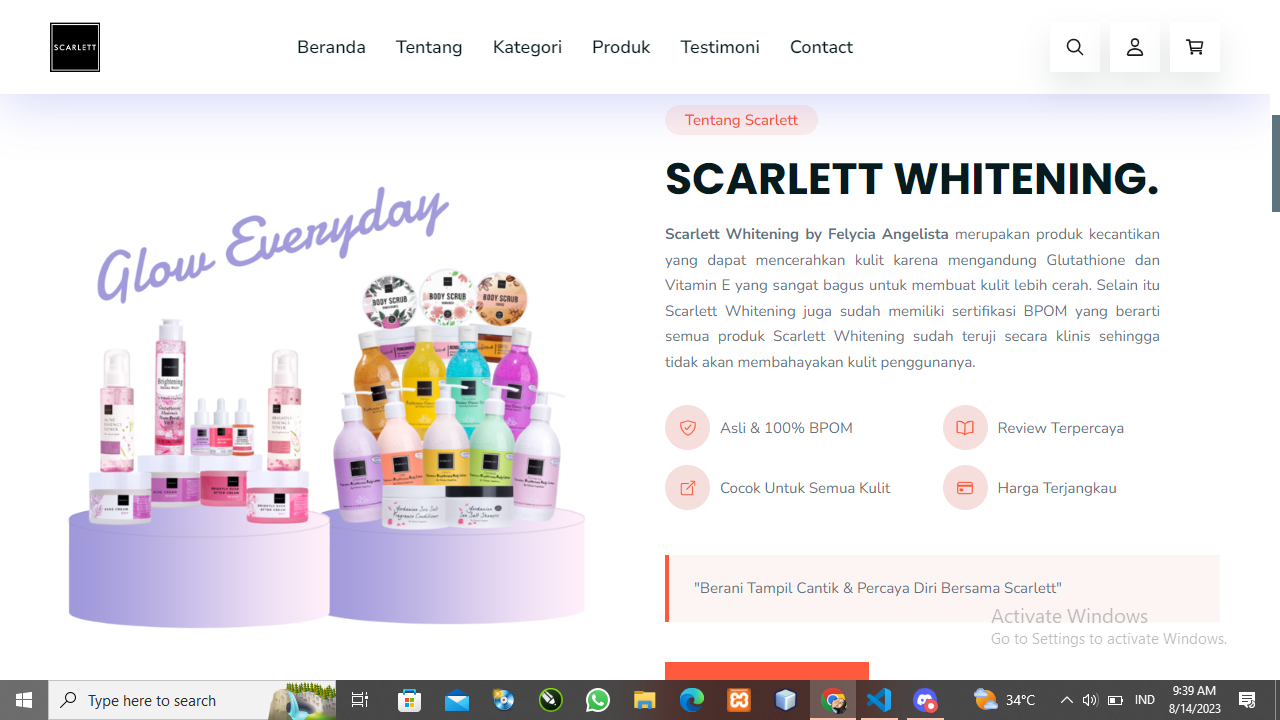 SCARLETT
Beranda Tentang Kategori Produk Testimoni Contact
Tentang Scarlett
SCARLETT WHITENING.
Scarlett Whitening by Felycia Angelista merupakan produk kecantikan
yang dapat mencerahkan kulit karena mengandung Glutathione dan
Vitamin E yang sangat bagus untuk membuat kulit lebih cerah. Selain itu
Scarlett Whitening juga sudah memiliki sertifikasi BPOM yang berarti
semua produk Scarlett Whitening sudah teruji secara klinis sehingga
tidak akan membahayakan kulit penggunanya.
Asli & 100% BPOM
Review Terpercaya
Cocok Untuk Semua Kulit
Harga Terjangkau
"Berani Tampil Cantik & Percaya Diri Bersama Scarlett"
Glow Everyday
BODY SCRUB
BODY SCRUB
BODY SCRUB
Brightening
ACNE CREAM
Activate Windows
Go to Settings to activate Windows.
Type here to search
34°C
IND
9:39 AM
8/14/2023